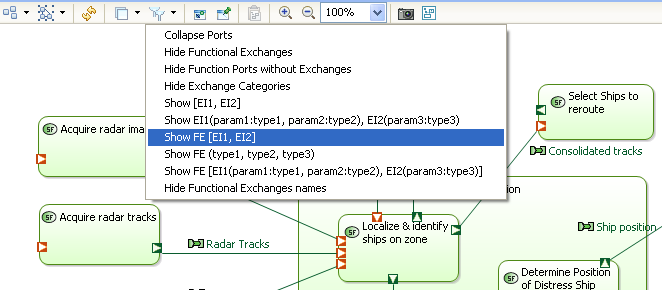 100%
Collapse Ports
Hide Functional Exchanges
Hide Function Ports without Exchanges
Hide Exchange Categories
Show [EI1, EI2]
Show EI1(param1:type1, param2:type2), EI2(param3:type3)
Show FE [EI1, EI2]
Show FE (type1, type2, type3)
Show FE [EI1(param1:type1, param2:type2), EI2(param3:type3)]
Hide Functional Exchanges names
SF Select Ships to
reroute
SF Acquire radar
Consolidated tracks
SF Acquire radar tracks
Radar Tracks
SF Localize & identify
ships on zone
Ship position
SF Determine Position
of Distress Ship